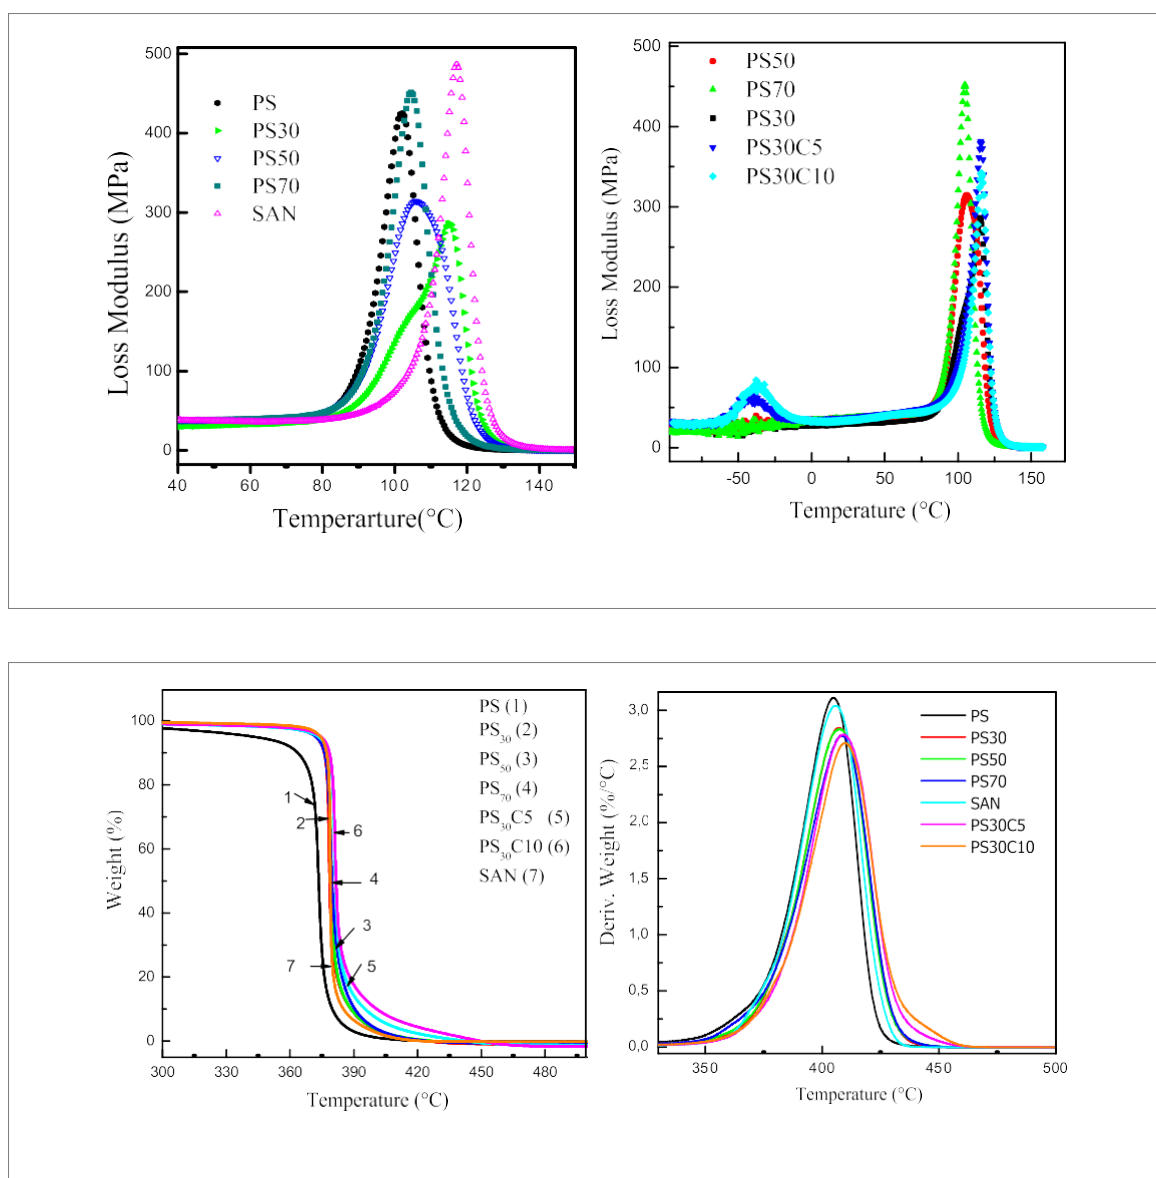 500
400
300
200
100
0
Loss Modulus (MPa)
PS
PS30
PS50
PS70
SAN
40 60 80 100 120 140
Temperarture(°C)
500
400
300
200
100
0
Loss Modulus (MPa)
PS50
PS70
PS30
PS30C5
PS30C10
-50 0 50 100 150
Temperature (°C)
100
80
60
40
20
0
Weight (%)
PS (1)
PS30 (2)
PS50 (3)
PS70 (4)
PS30C5 (5)
PS30C10 (6)
SAN (7)
1
2
6
4
3
7
5
300 330 360 390 420 450 480
Temperature (°C)
3,0
2,5
2,0
1,5
1,0
0,5
0,0
Deriv. Weight (%/°C)
PS
PS30
PS50
PS70
SAN
PS30C5
PS30C10
350 400 450 500
Temperature (°C)